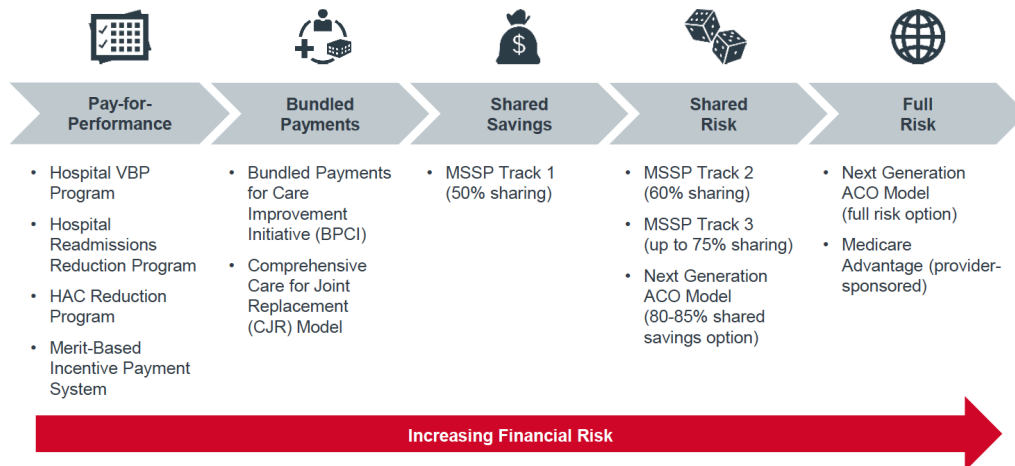 $
Pay-for-
Performance
Bundled
Payments
Shared
Savings
Shared
Risk
Full
Risk
• Hospital VBP
Program
• Hospital
Readmissions
Reduction Program
• HAC Reduction
Program
• Merit-Based
Incentive Payment
System
• Bundled Payments
for Care
Improvement
Initiative (BPCI)
• Comprehensive
Care for Joint
Replacement
(CJR) Model
• MSSP Track 1
(50% sharing)
• MSSP Track 2
(60% sharing)
• MSSP Track 3
(up to 75% sharing)
• Next Generation
ACO Model
(80-85% shared
savings option)
• Next Generation
ACO Model
(full risk option)
• Medicare
Advantage (provider-
sponsored)
Increasing Financial Risk